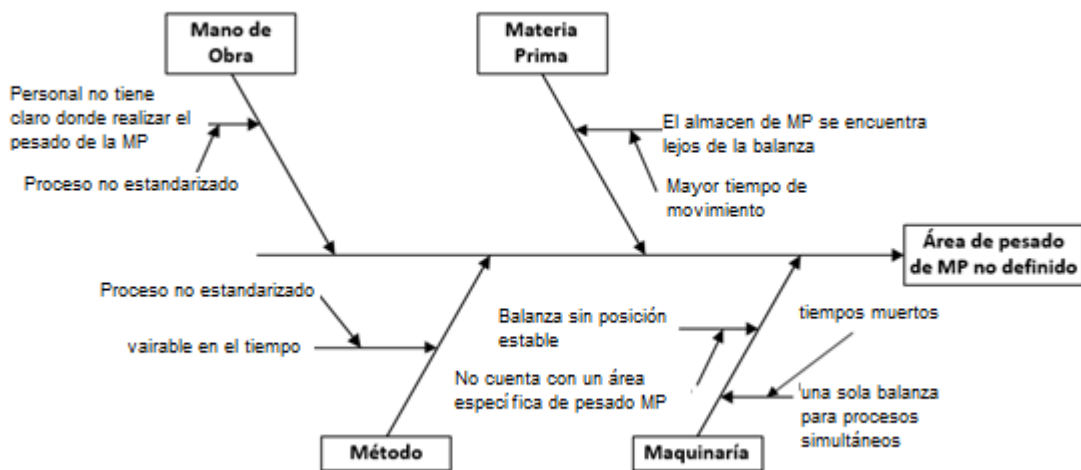 Mano de
Obra
Materia
Prima
Personal no tiene
claro donde realizar el
pesado de la MP
Proceso no estandarizado
El almacen de MP se encuentra
lejos de la balanza
Mayor tiempo de
movimiento
Área de pesado
de MP no definido
Proceso no estandarizado
vairable en el tiempo
Balanza sin posición
estable
No cuenta con un área
específica de pesado MP
tiempos muertos
una sola balanza
para procesos
simultáneos
Método
Maquinaría